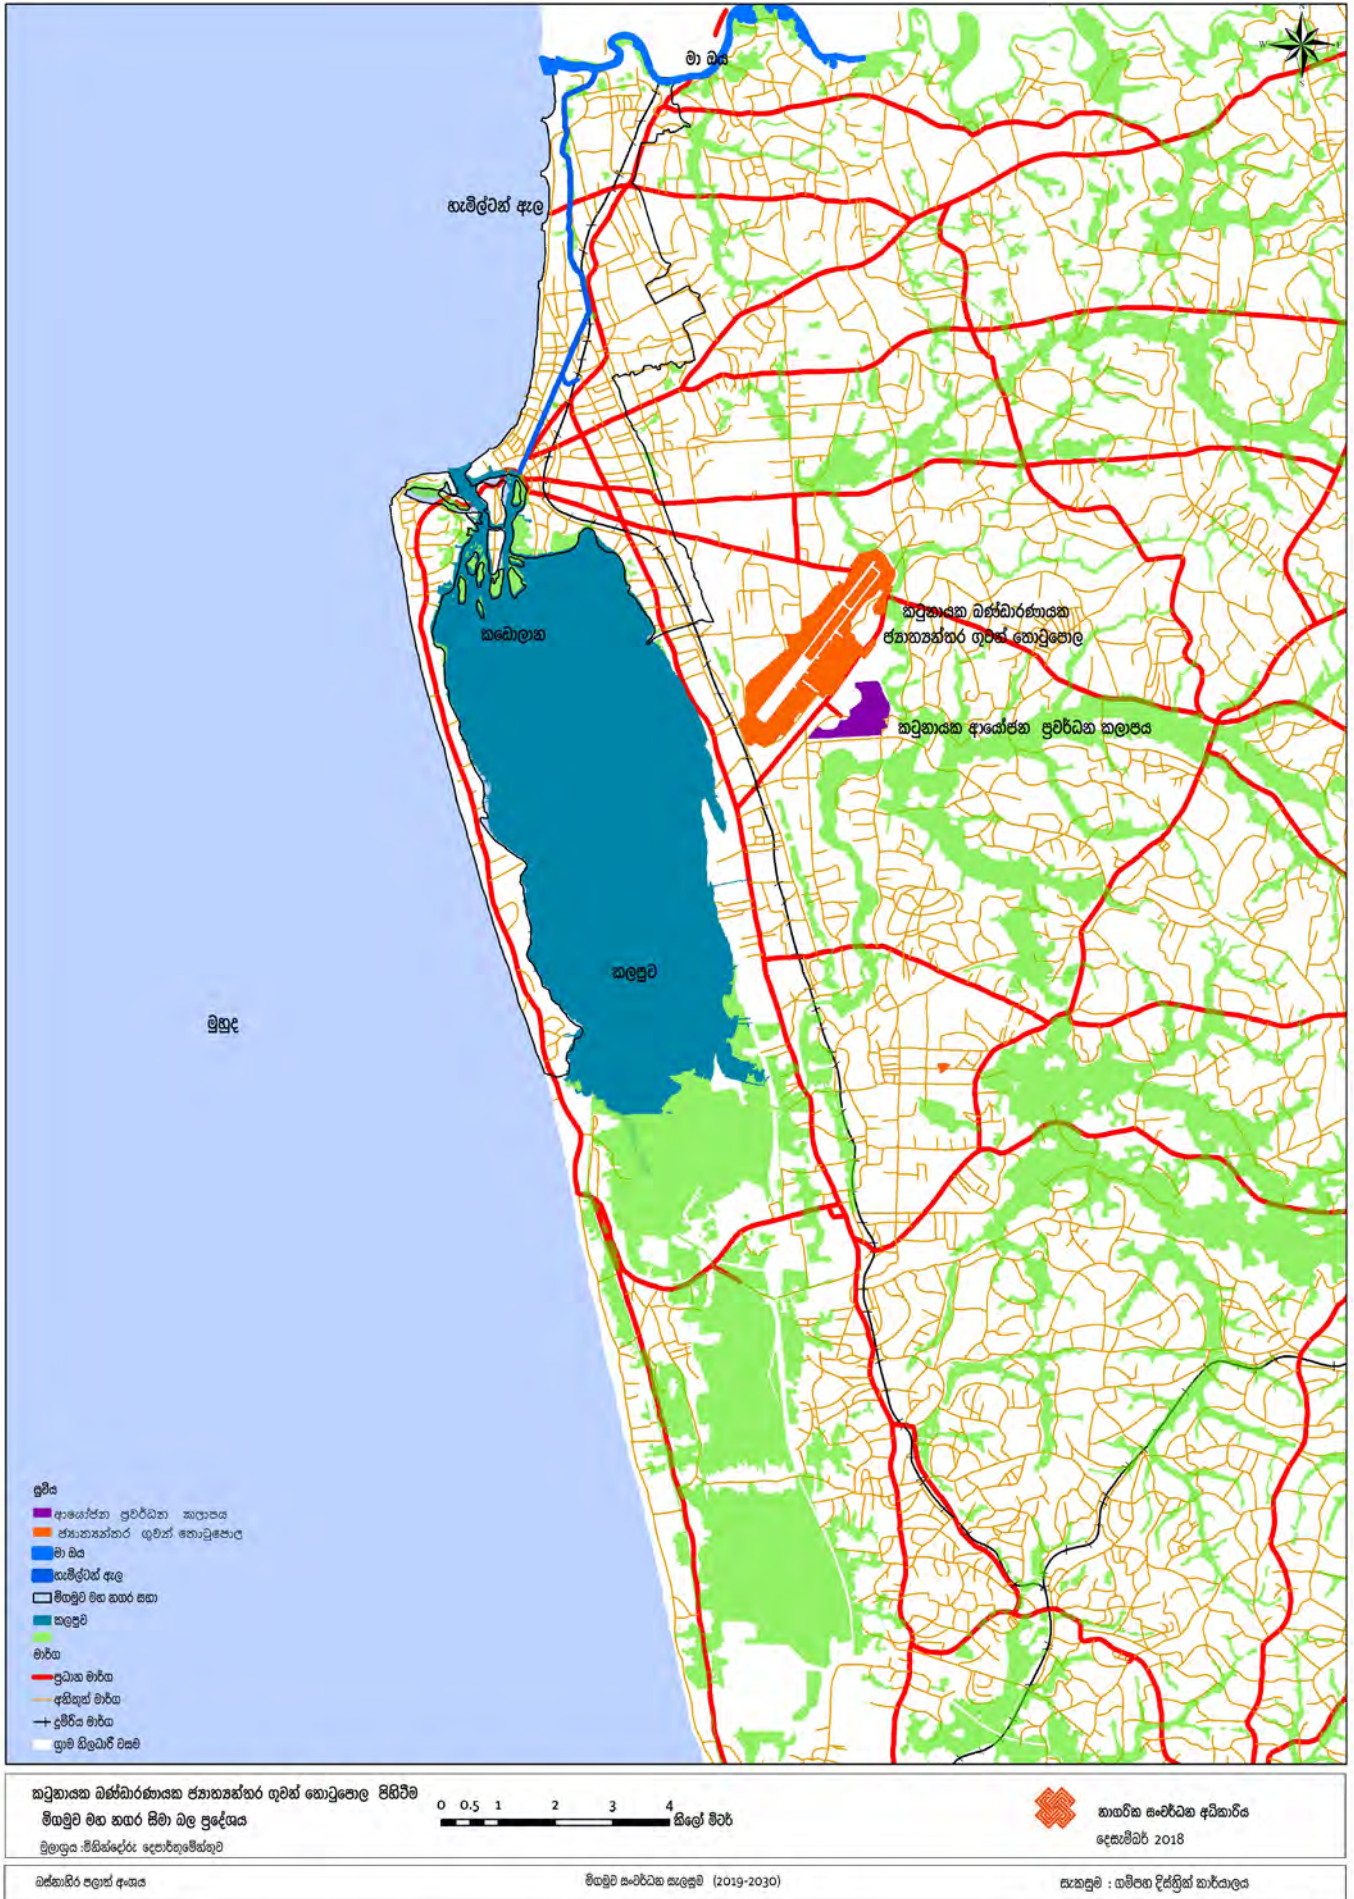 මා ඔය
හැමිල්ටන් ඇල
කටුනායක බණ්ඩාරණායක
ජ්‍යාත්‍යන්තර ගුවන් තොටුපොල
කඩොලාන
කටුනායක ආයෝජන ප්‍රවර්ධන කලාපය
කලපුව
මුහුද
සූචිය
ආයෝජන ප්‍රවර්ධන කලාපය
ජ්‍යාත්‍යන්තර ගුවන් තොටුපොල
මා ඔය
හැමිල්ටන් ඇල
මීගමුව මහ නගර සභා
කලපුව
මාර්ග
ප්‍රධාන මාර්ග
අනිකුත් මාර්ග
දුම්රිය මාර්ග
ග්‍රාම නිලධාරී වසම
කටුනායක බණ්ඩාරණායක ජ්‍යාත්‍යන්තර ගුවන් තොටුපොල පිහිටීම
මීගමුව මහ නගර සීමා බල ප්‍රදේශය
මූලාශ්‍රය :මිනින්දෝරු දෙපාර්තුමේන්තුව
0 0.5 1 2 3 4
කිලෝ මීටර්
නාගරික සංවර්ධන අධිකාරිය
දෙසැම්බර් 2018
බස්නාහිර පලාත් අංශය
මීගමුව සංවර්ධන සැලසුම (2019-2030)
සැකසුම : ගම්පහ දිස්ත්‍රික් කාර්යාලය